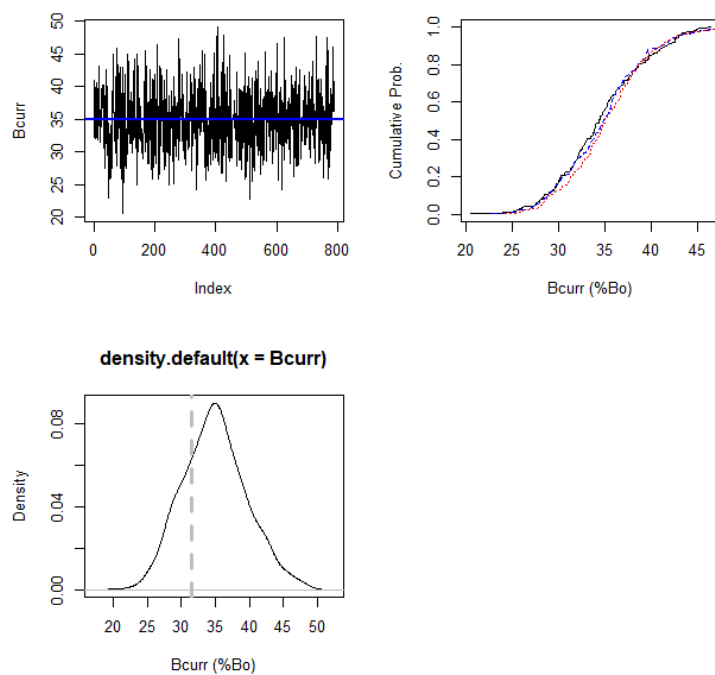 50
45
40
35
30
25
20
Bcurr
0 200 400 600 800
Index
1.0
0.8
0.6
0.4
0.2
0.0
Cumulative Prob.
20 25 30 35 40 45
Bcurr (%Bo)
density.default(x = Bcurr)
0.08
0.04
0.00
Density
20 25 30 35 40 45 50
Bcurr (%Bo)